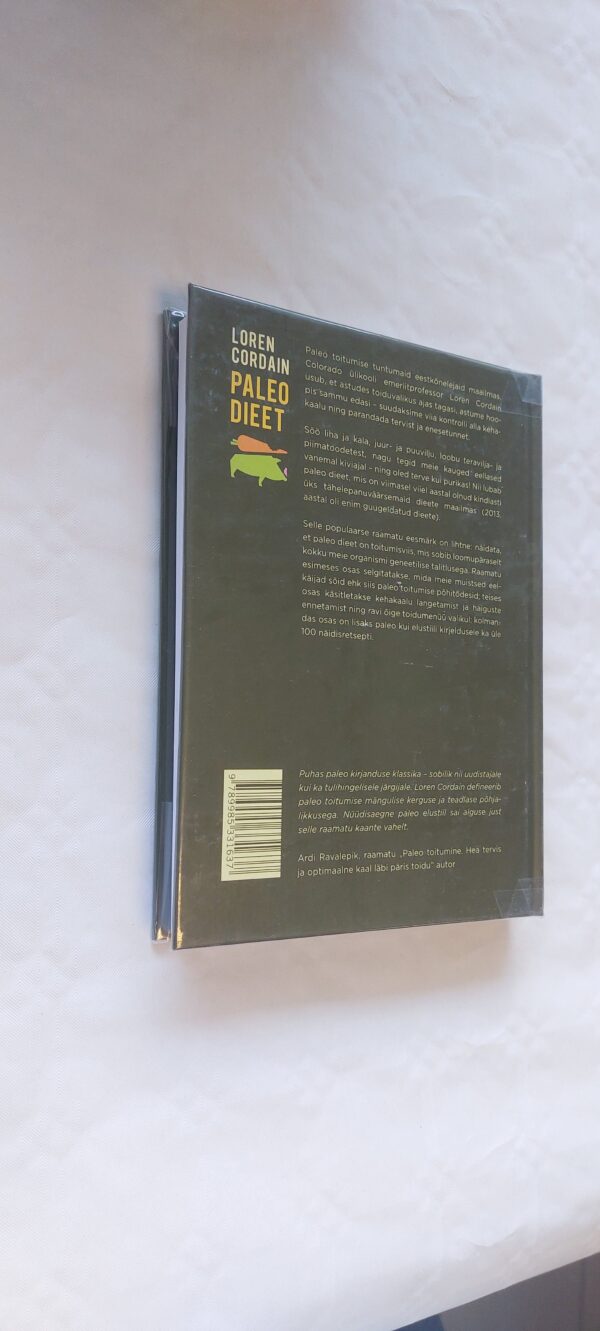 LOREN
CORDAIN
PALEO
DIEET
Paleo toitumise tuntumaid eestkõnelejaid maailmas,
Colorado ülikooli emeriitprofessor Loren Cordain
usub, et astudes toiduvalikus ajas tagasi, astume hoo-
pis sammu edasi – suudaksime viia kontrolli alla keha-
kaalu ning parandada tervist ja enesetunnet.
Söö liha ja kala, juur- ja puuvilju, loobu teravilja- ja
piimatoodetest, nagu tegid meie kauged eellased
vanemal kiviajal – ning oled terve kui purikas! Nii lubab
paleo dieet, mis on viimasel viiel aastal olnud kindlasti
üks tähelepanuväärsemaid dieete maailmas (2013.
aastal oli enim guugeldatud dieete).
Selle populaarse raamatu eesmärk on lihtne: näidata,
et paleo dieet on toitumisviis, mis sobib loomupäraselt
kokku meie organismi geneetilise talitlusega. Raamatu
esimeses osas selgitatakse, mida meie muistsed eel-
käijad sõid ehk siis paleo toitumise põhitõdesid; teises
osas käsitletakse kehakaalu langetamist ja haiguste
ennetamist ning ravi õige toidumenüü valikul; kolman-
das osas on lisaks paleo kui elustiili kirjeldusele ka üle
100 näidisretsepti.
Puhas paleo kirjanduse klassika – sobilik nii uudistajale
kui ka tulihingelisele järgijale. Loren Cordain defineerib
paleo toitumise mängulise kerguse ja teadlase põhja-
likkusega. Nüüdisaegne paleo elustiil sai alguse just
selle raamatu kaante vahelt.
Ardi Ravalepik, raamatu „Paleo toitumine. Hea tervis
ja optimaalne kaal läbi päris toidu” autor
9 789985 331637